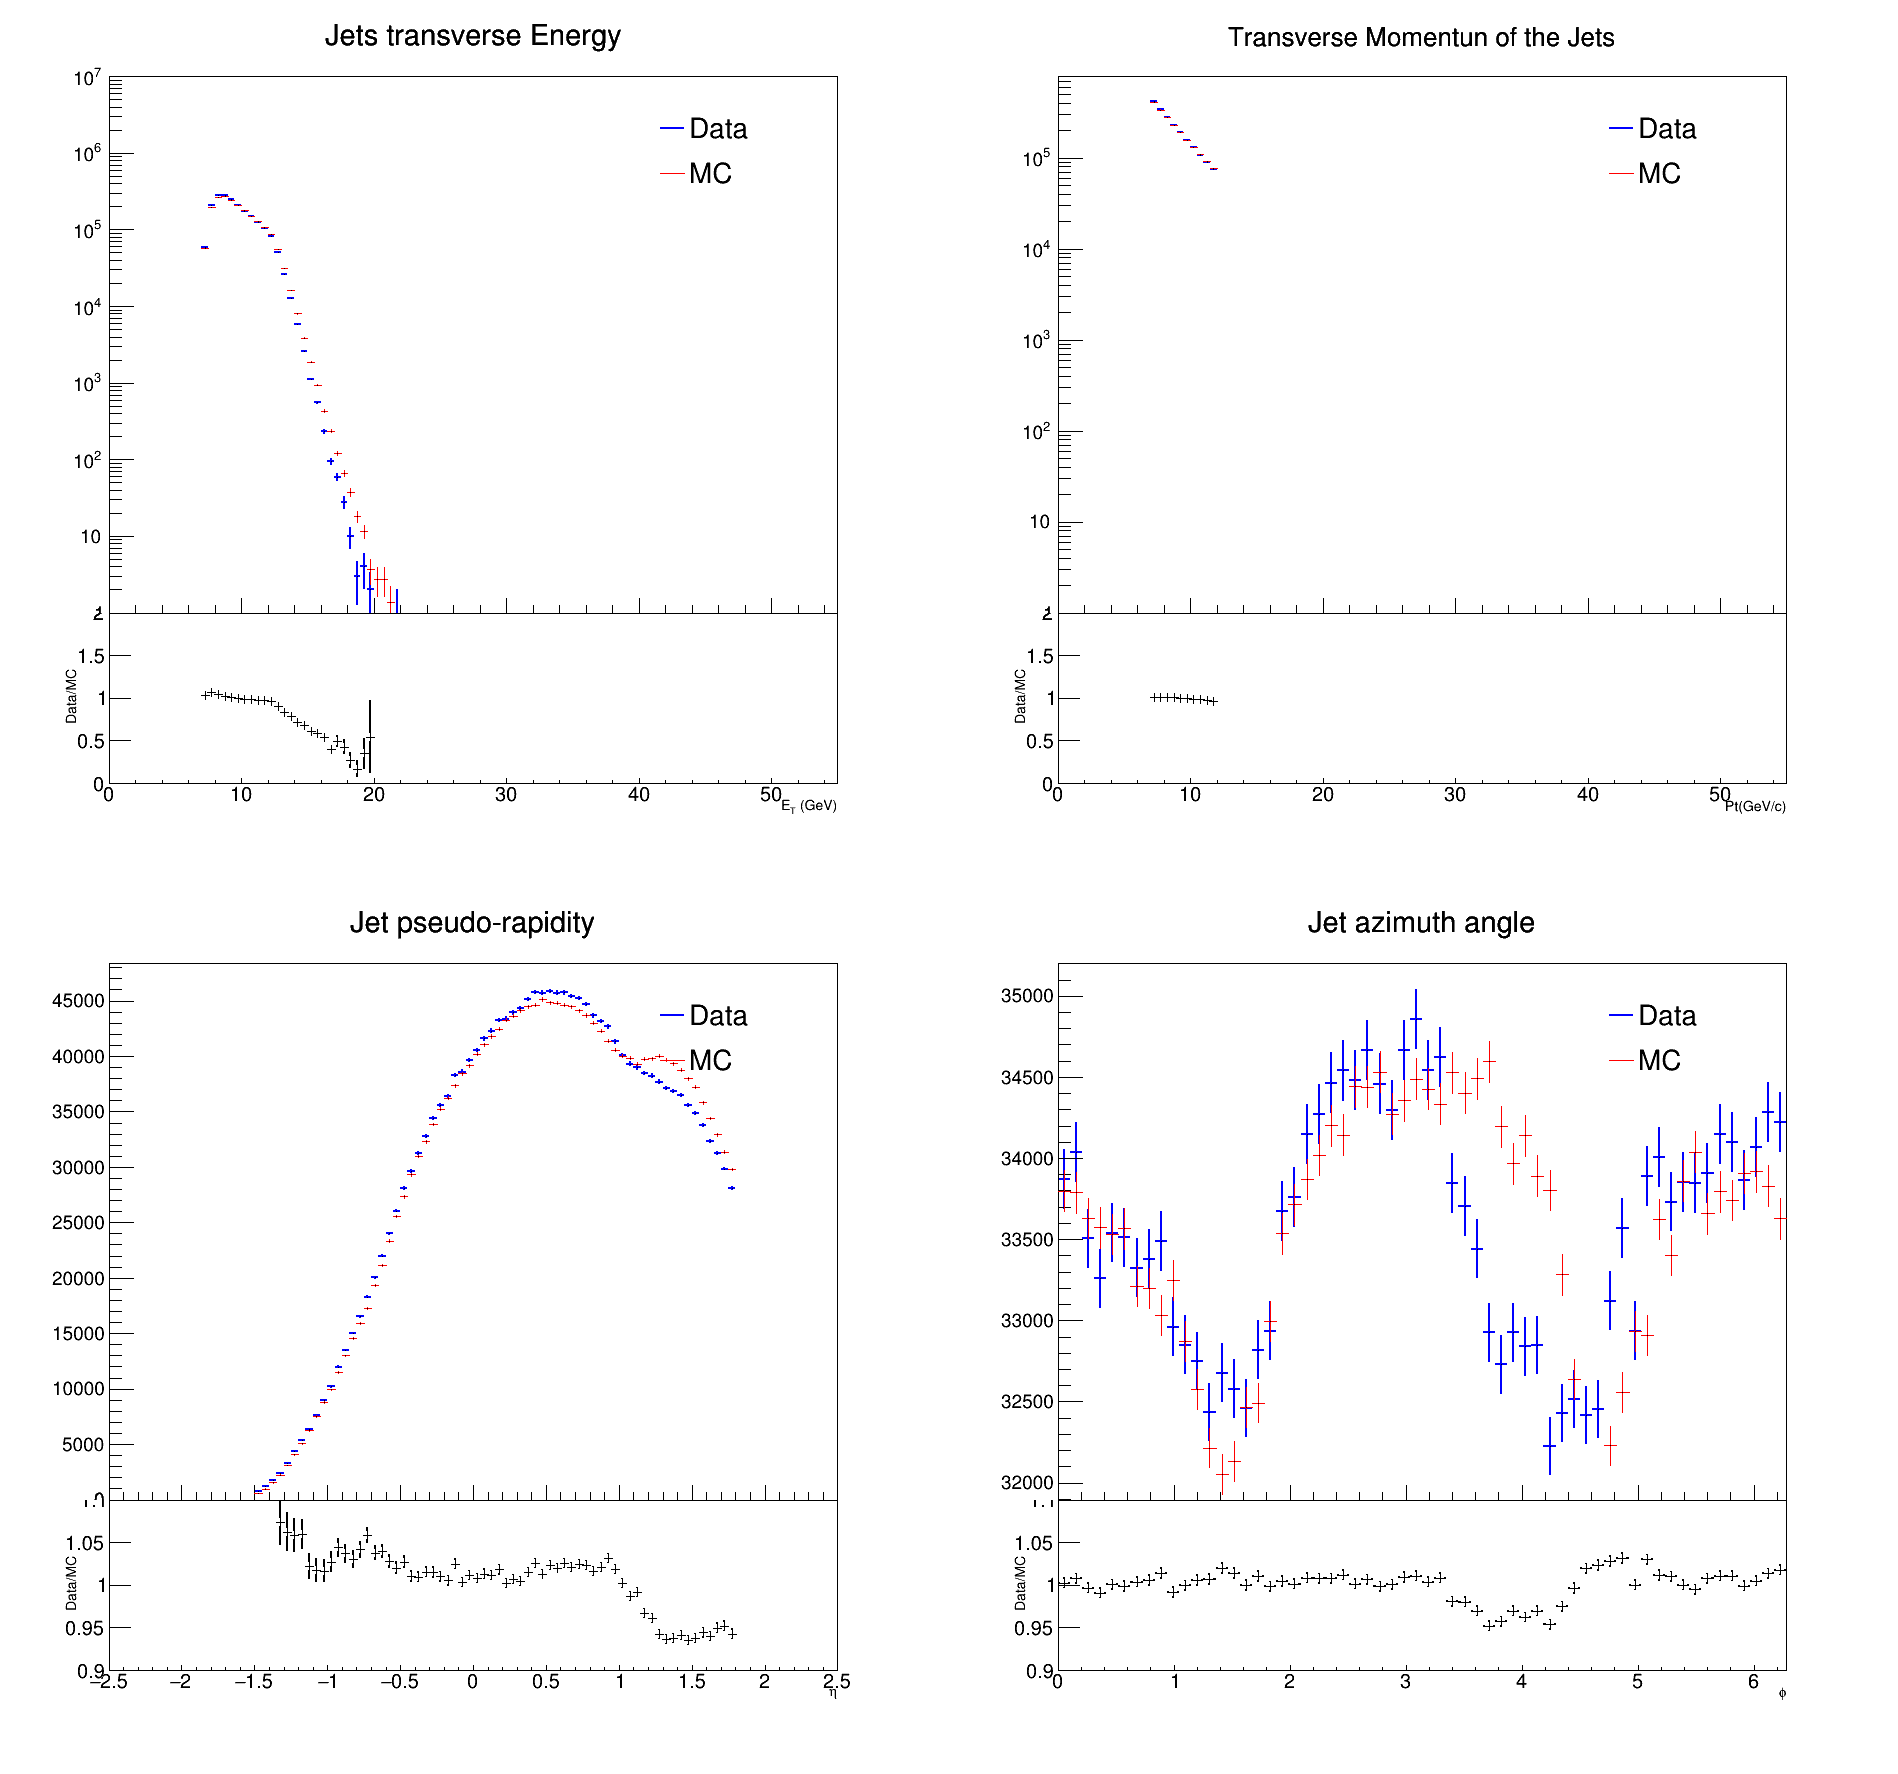 Jets transverse Energy
10^7
10^6
10^5
10^4
10^3
10^2
10
Data
MC
2
1.5
1
0.5
0
Data/MC
0 10 20 30 40 50
E_T (GeV)
Transverse Momentun of the Jets
10^5
10^4
10^3
10^2
10
Data
MC
2
1.5
1
0.5
0
Data/MC
0 10 20 30 40 50
Pt(GeV/c)
Jet pseudo-rapidity
45000
40000
35000
30000
25000
20000
15000
10000
5000
Data
MC
1.05
1
0.95
0.9
Data/MC
−2.5 −2 −1.5 −1 −0.5 0 0.5 1 1.5 2 2.5
η
Jet azimuth angle
35000
34500
34000
33500
33000
32500
32000
Data
MC
1.05
1
0.95
0.9
Data/MC
0 1 2 3 4 5 6
ϕ